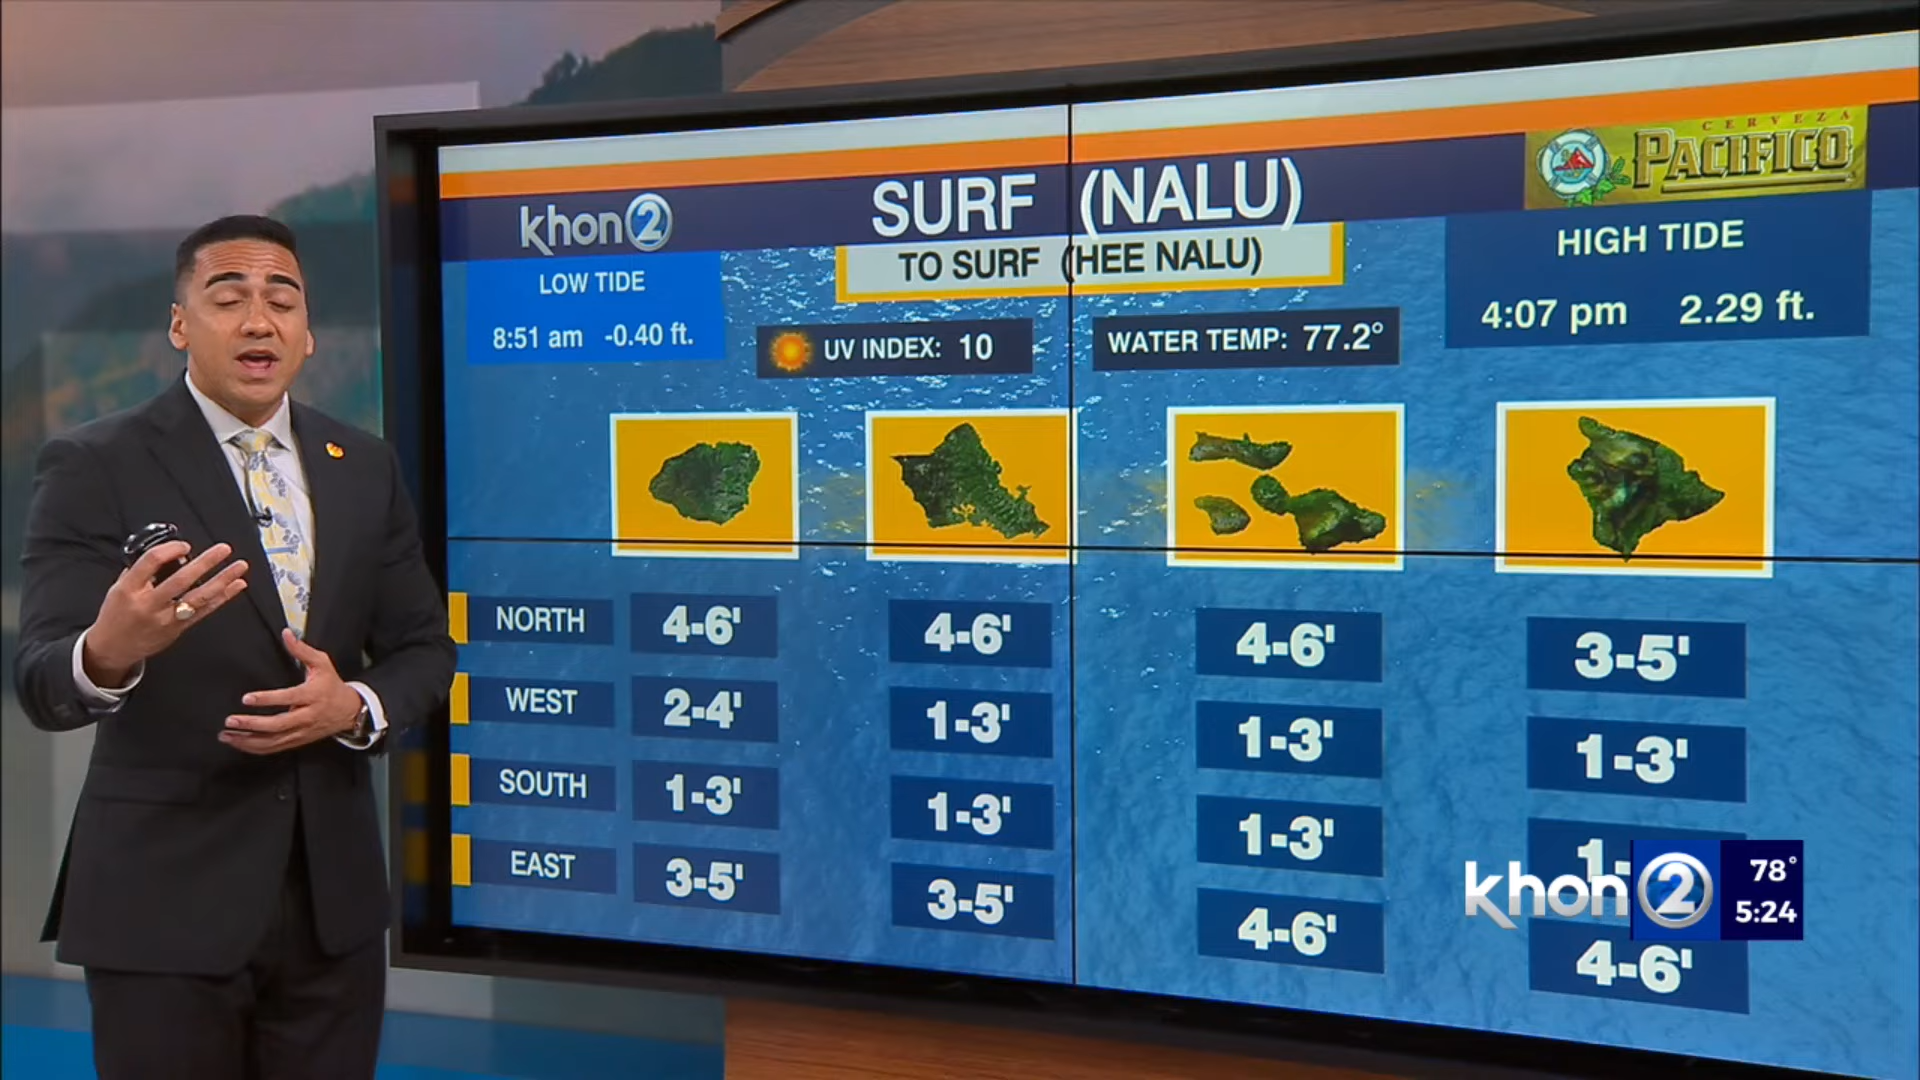 CERVEZA
PACIFICO
khon2
SURF (NALU)
TO SURF (HEE NALU)
LOW TIDE
8:51 am -0.40 ft.
HIGH TIDE
4:07 pm 2.29 ft.
UV INDEX: 10
WATER TEMP: 77.2°
NORTH 4-6' 4-6' 4-6' 3-5'
WEST 2-4' 1-3' 1-3' 1-3'
SOUTH 1-3' 1-3' 1-3' 1-
EAST 3-5' 3-5' 4-6' 4-6'
khon2
78°
5:24